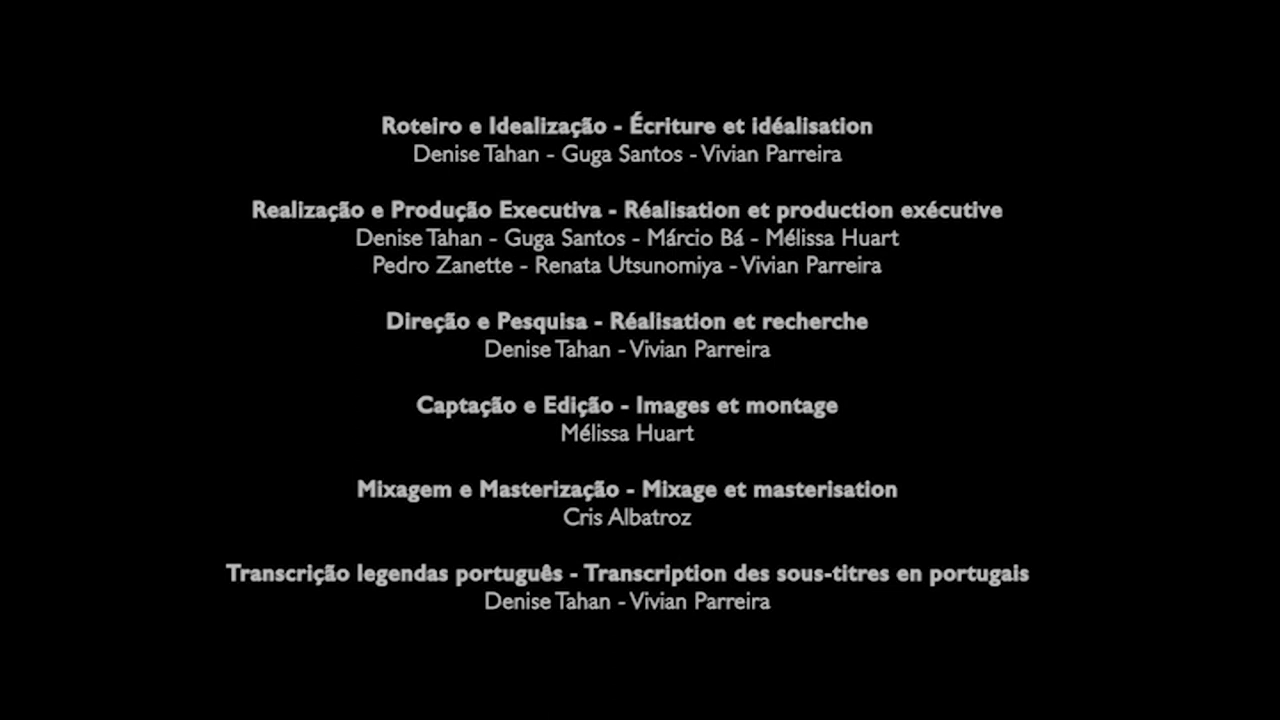 Roteiro e Idealização - Écriture et idéalisation
Denise Tahan - Guga Santos - Vivian Parreira
Realização e Produção Executiva - Réalisation et production exécutive
Denise Tahan - Guga Santos - Márcio Bá - Mélissa Huart
Pedro Zanette - Renata Utsunomiya - Vivian Parreira
Direção e Pesquisa - Réalisation et recherche
Denise Tahan - Vivian Parreira
Captação e Edição - Images et montage
Mélissa Huart
Mixagem e Masterização - Mixage et masterisation
Cris Albatroz
Transcrição legendas português - Transcription des sous-titres en portugais
Denise Tahan - Vivian Parreira